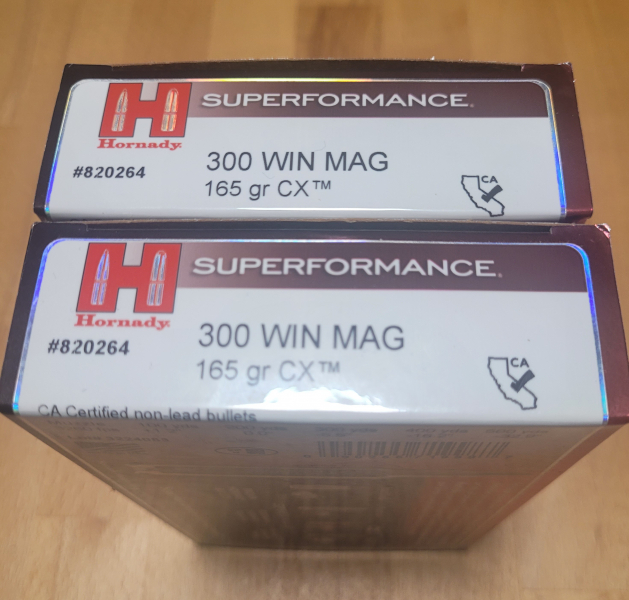 SUPERFORMANCE®
Hornady®
#820264
300 WIN MAG
165 gr CX™
CA
SUPERFORMANCE®
Hornady®
#820264
300 WIN MAG
165 gr CX™
CA
CA Certified non-lead bullets